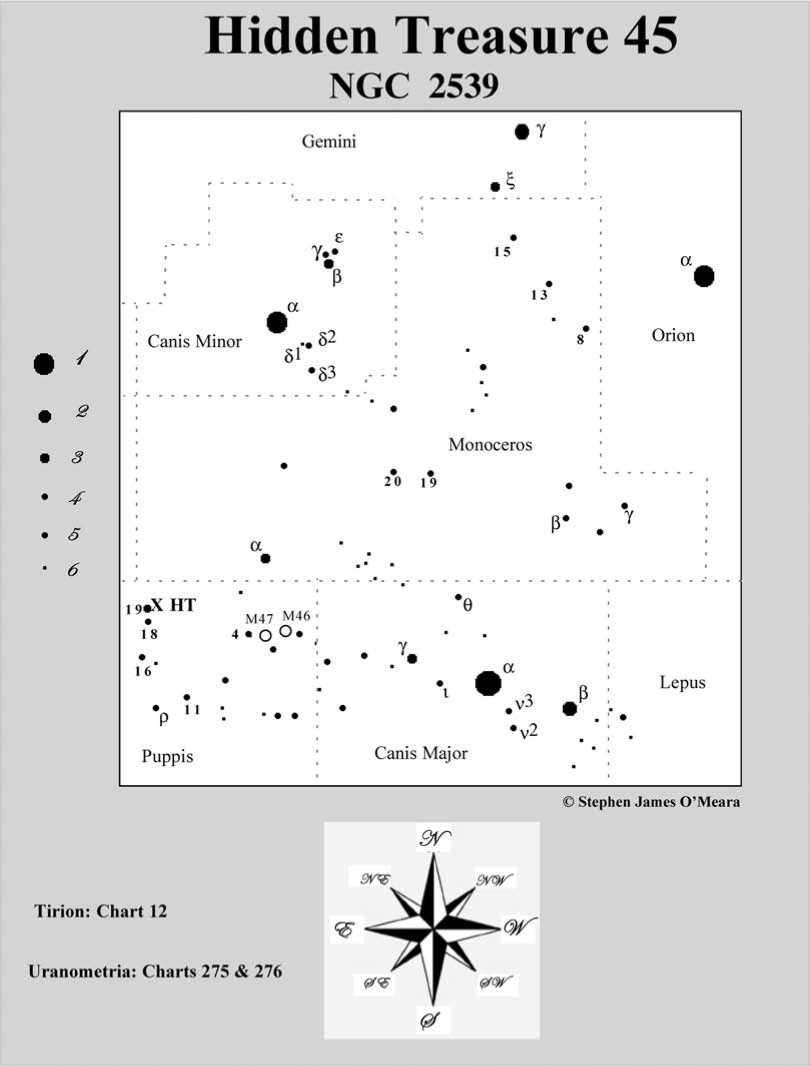 Hidden Treasure 45
NGC 2539
γ
Gemini
ξ
ε
γ
15
β
α
13
α
δ2
8
Orion
Canis Minor
δ1
1
δ3
2
Monoceros
3
20 19
4
γ
β
5
α
6
19 X HT
θ
M47 M46
18
4
γ
16
α
Lepus
ι
β
ν3
11
ρ
ν2
Puppis
Canis Major
© Stephen James O’Meara
N
NE NW
Tirion: Chart 12
E W
Uranometria: Charts 275 & 276
SE SW
S